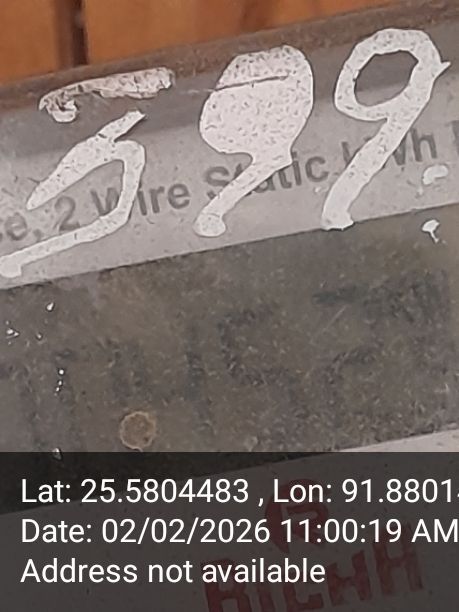 599
e, 2 Wire Static kWh
Lat: 25.5804483 , Lon: 91.8801
Date: 02/02/2026 11:00:19 AM
Address not available